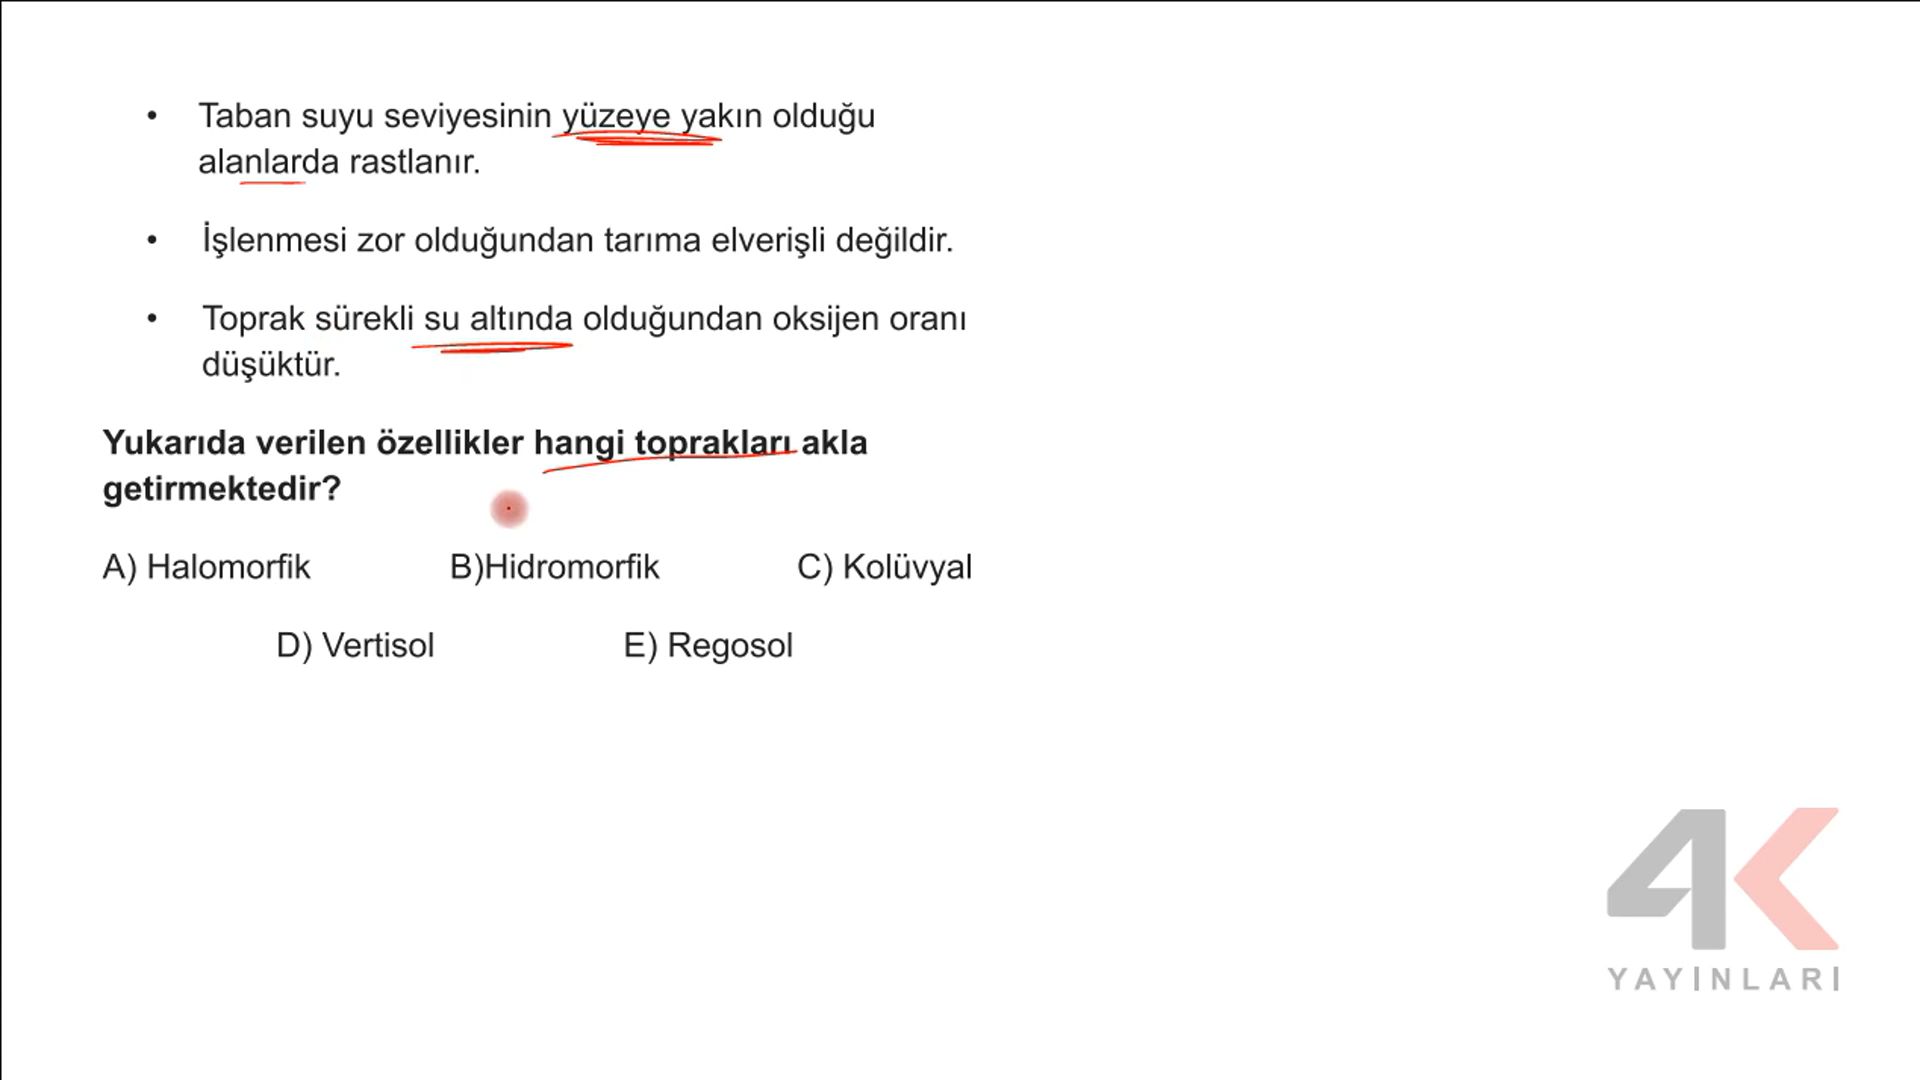 • Taban suyu seviyesinin yüzeye yakın olduğu
alanlarda rastlanır.
• İşlenmesi zor olduğundan tarıma elverişli değildir.
• Toprak sürekli su altında olduğundan oksijen oranı
düşüktür.
Yukarıda verilen özellikler hangi toprakları akla
getirmektedir?
A) Halomorfik B)Hidromorfik C) Kolüvyal
D) Vertisol E) Regosol
4K
YAYINLARI